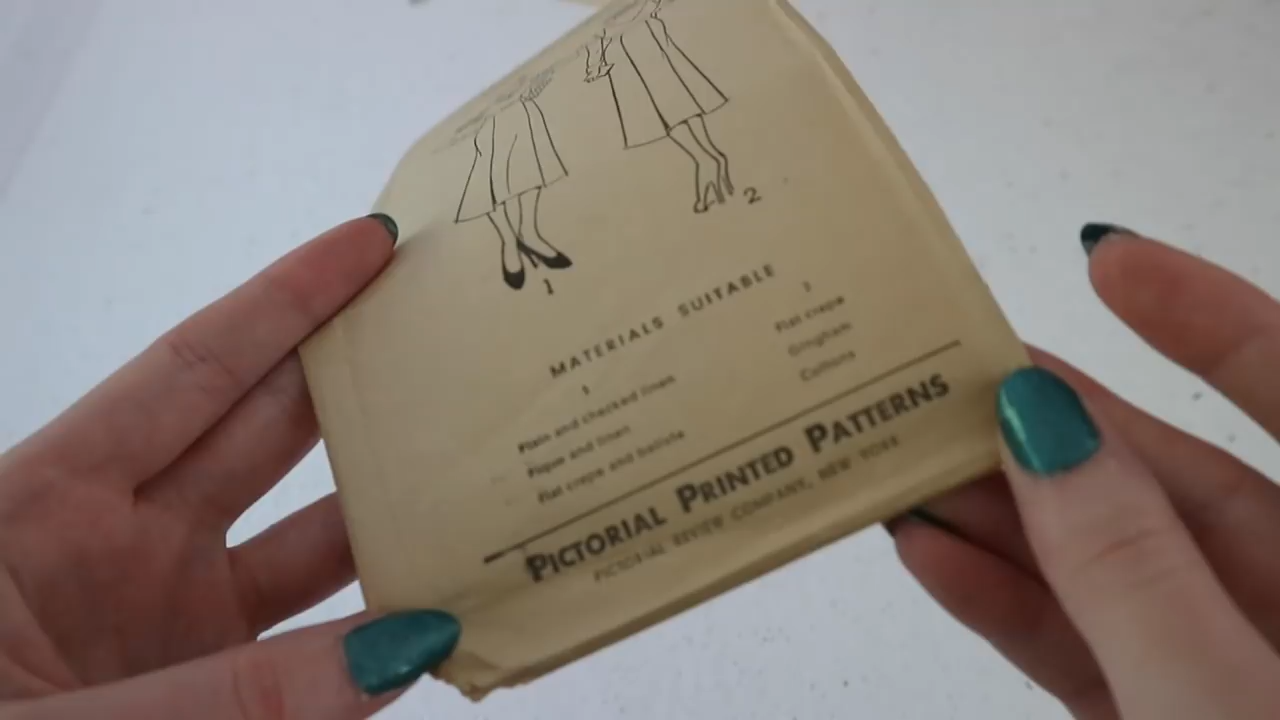 1
2
MATERIALS SUITABLE
1
Plain and checked linen
Pique and linen
Flat crepe and batiste
2
Flat crepe
Gingham
Cottons
PICTORIAL PRINTED PATTERNS
PICTORIAL REVIEW COMPANY, NEW YORK